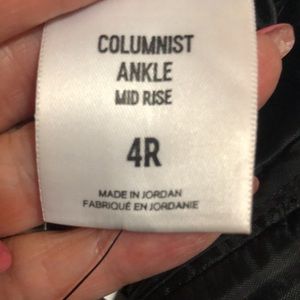 COLUMNIST
ANKLE
MID RISE
4R
MADE IN JORDAN
FABRIQUÉ EN JORDANIE